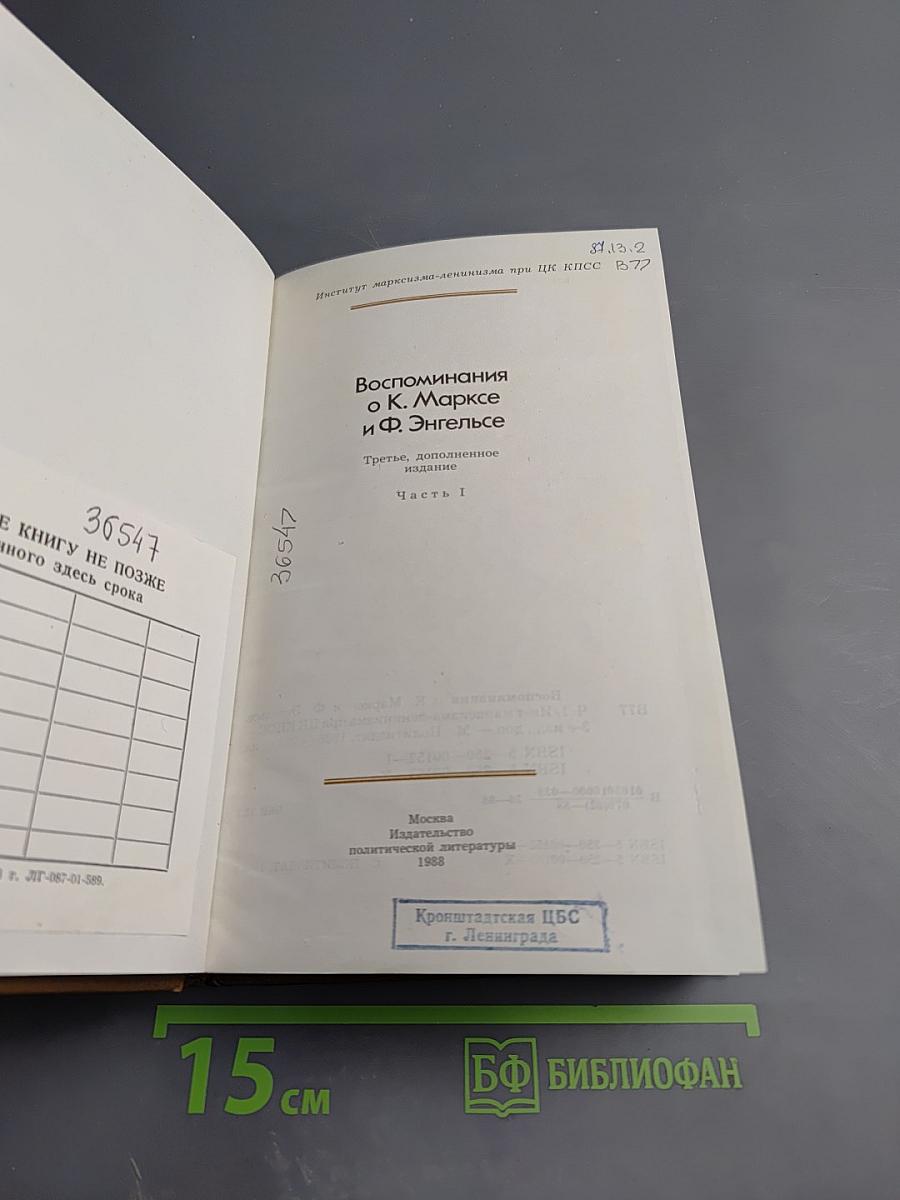 87.13.2
Институт марксизма-ленинизма при ЦК КПСС В77
Воспоминания
о К. Марксе
и Ф. Энгельсе
Третье, дополненное
издание
Часть I
36547
Москва
Издательство
политической литературы
1988
Кронштадтская ЦБС
г. Ленинграда
36547
Е КНИГУ НЕ ПОЗЖЕ
нного здесь срока
г. ЛГ-087-01-589.
15 см
БФ БИБЛИОФАН